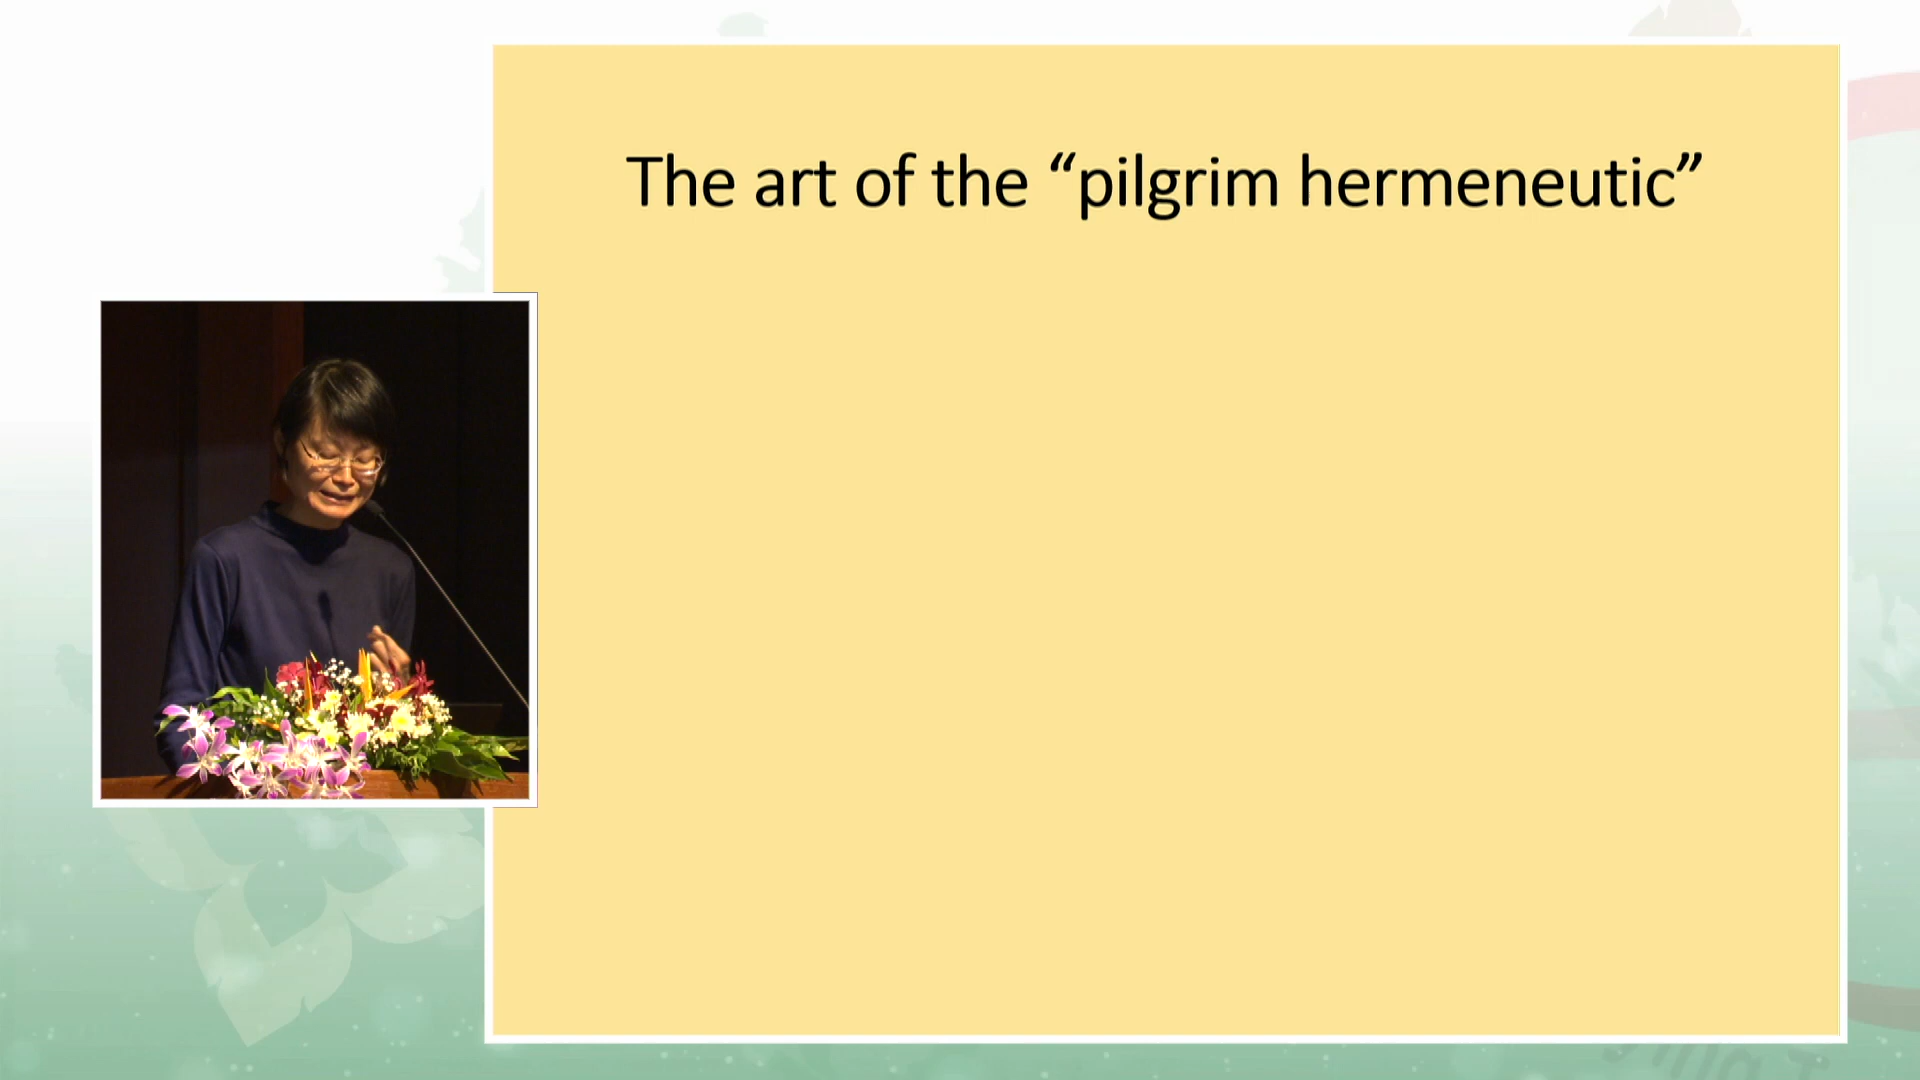 The art of the “pilgrim hermeneutic”